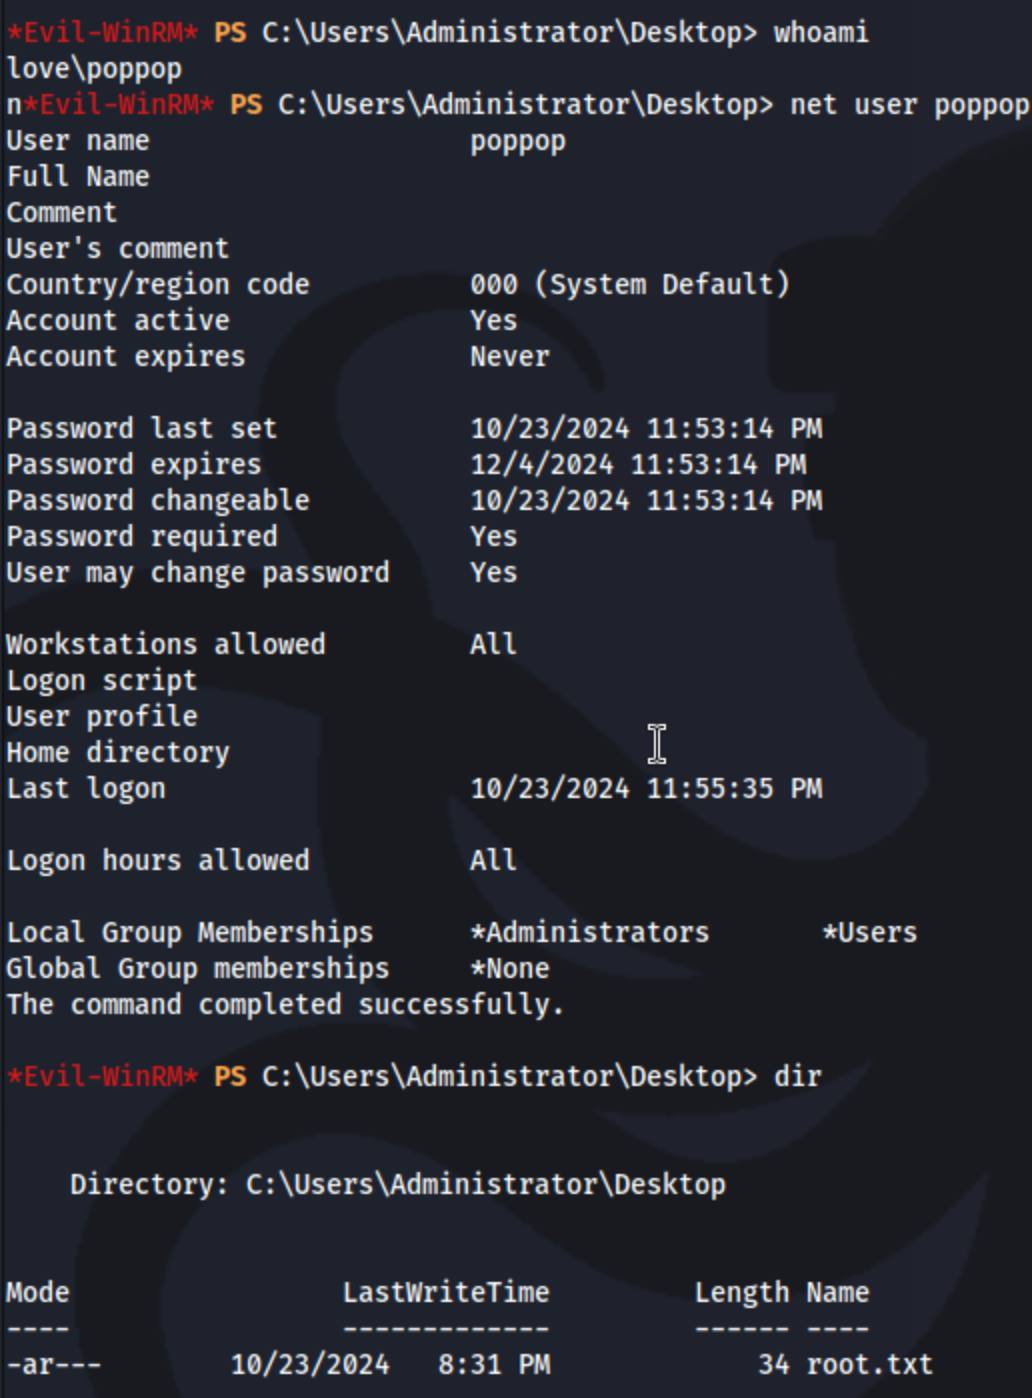 *Evil-WinRM* PS C:\Users\Administrator\Desktop> whoami
love\poppop
n*Evil-WinRM* PS C:\Users\Administrator\Desktop> net user poppop
User name                    poppop
Full Name
Comment
User's comment
Country/region code          000 (System Default)
Account active               Yes
Account expires              Never

Password last set            10/23/2024 11:53:14 PM
Password expires             12/4/2024 11:53:14 PM
Password changeable          10/23/2024 11:53:14 PM
Password required            Yes
User may change password     Yes

Workstations allowed         All
Logon script
User profile
Home directory
Last logon                   10/23/2024 11:55:35 PM

Logon hours allowed          All

Local Group Memberships      *Administrators       *Users
Global Group memberships     *None
The command completed successfully.

*Evil-WinRM* PS C:\Users\Administrator\Desktop> dir

    Directory: C:\Users\Administrator\Desktop

Mode                 LastWriteTime         Length Name
----                 -------------         ------ ----
-ar---        10/23/2024   8:31 PM             34 root.txt